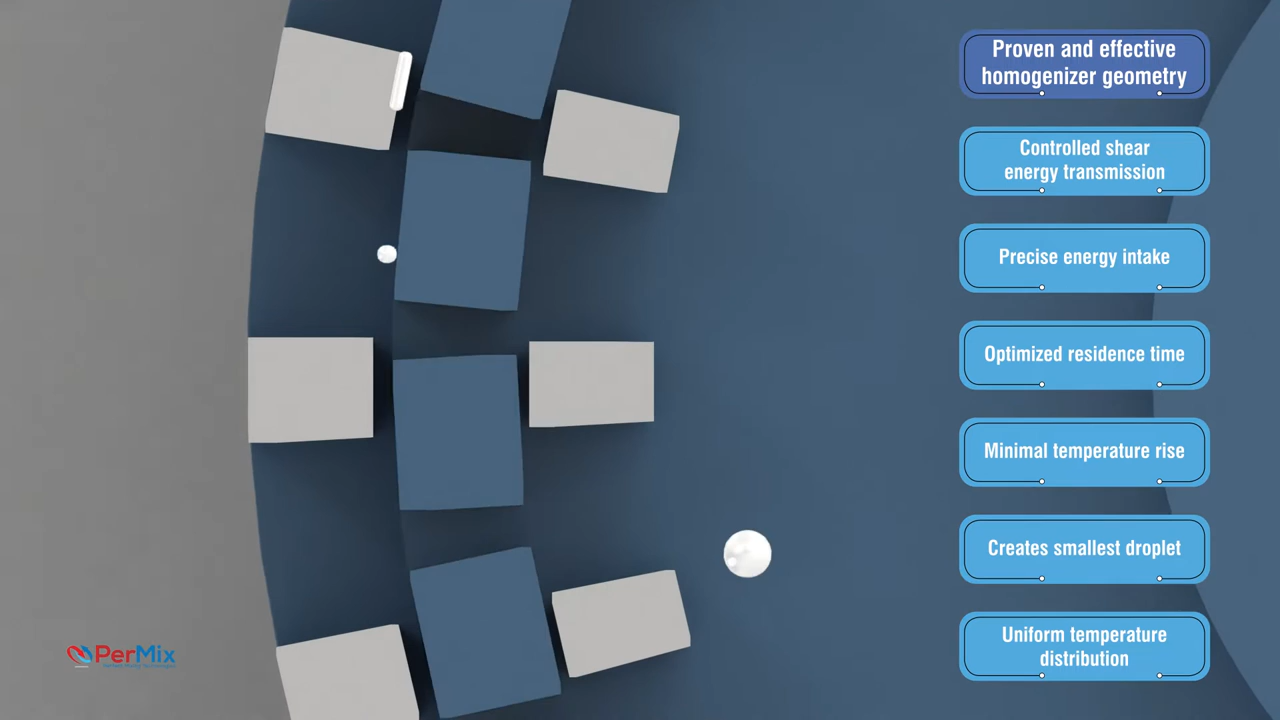 Proven and effective
homogenizer geometry
Controlled shear
energy transmission
Precise energy intake
Optimized residence time
Minimal temperature rise
Creates smallest droplet
Uniform temperature
distribution
PerMix